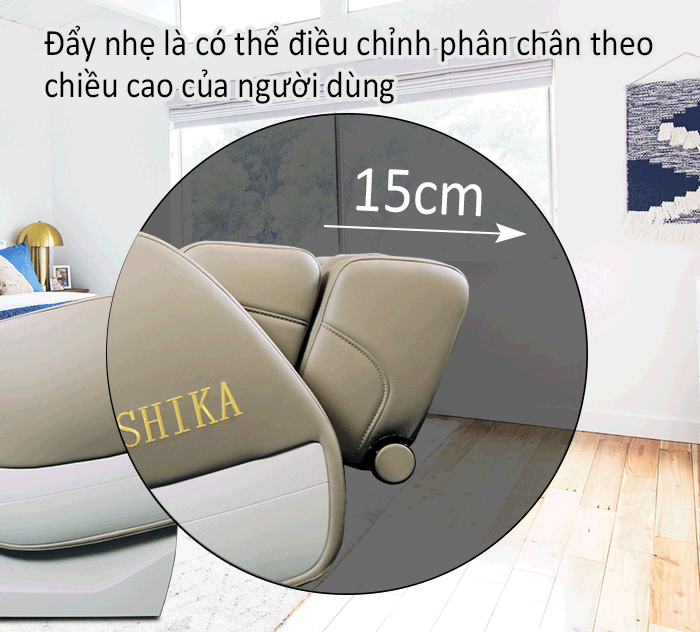 Đẩy nhẹ là có thể điều chỉnh phân chân theo
chiều cao của người dùng
15cm
SHIKA